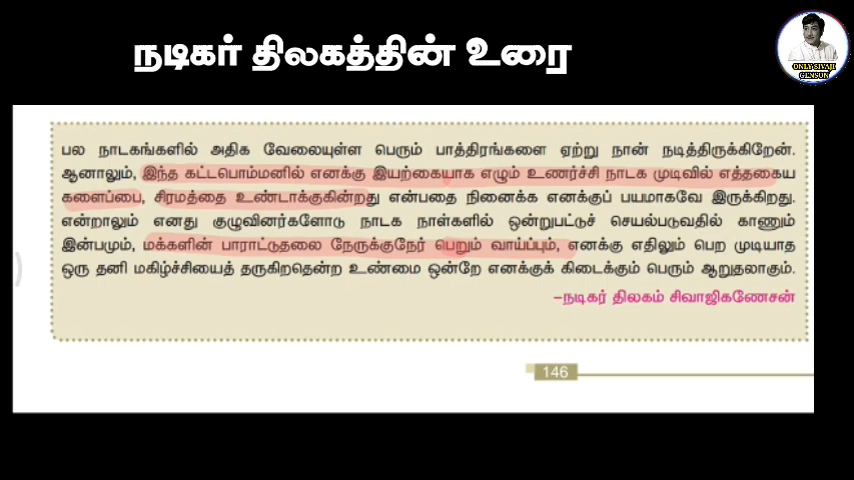 நடிகர் திலகத்தின் உரை
ONLY SIVAJI
GENSON
பல நாடகங்களில் அதிக வேலையுள்ள பெரும் பாத்திரங்களை ஏற்று நான் நடித்திருக்கிறேன்.
ஆனாலும், இந்த கட்டபொம்மனில் எனக்கு இயற்கையாக எழும் உணர்ச்சி நாடக முடிவில் எத்தகைய
களைப்பை, சிரமத்தை உண்டாக்குகின்றது என்பதை நினைக்க எனக்குப் பயமாகவே இருக்கிறது.
என்றாலும் எனது குழுவினர்களோடு நாடக நாள்களில் ஒன்றுபட்டுச் செயல்படுவதில் காணும்
இன்பமும், மக்களின் பாராட்டுதலை நேருக்குநேர் பெறும் வாய்ப்பும், எனக்கு எதிலும் பெற முடியாத
ஒரு தனி மகிழ்ச்சியைத் தருகிறதென்ற உண்மை ஒன்றே எனக்குக் கிடைக்கும் பெரும் ஆறுதலாகும்.
–நடிகர் திலகம் சிவாஜிகணேசன்
146